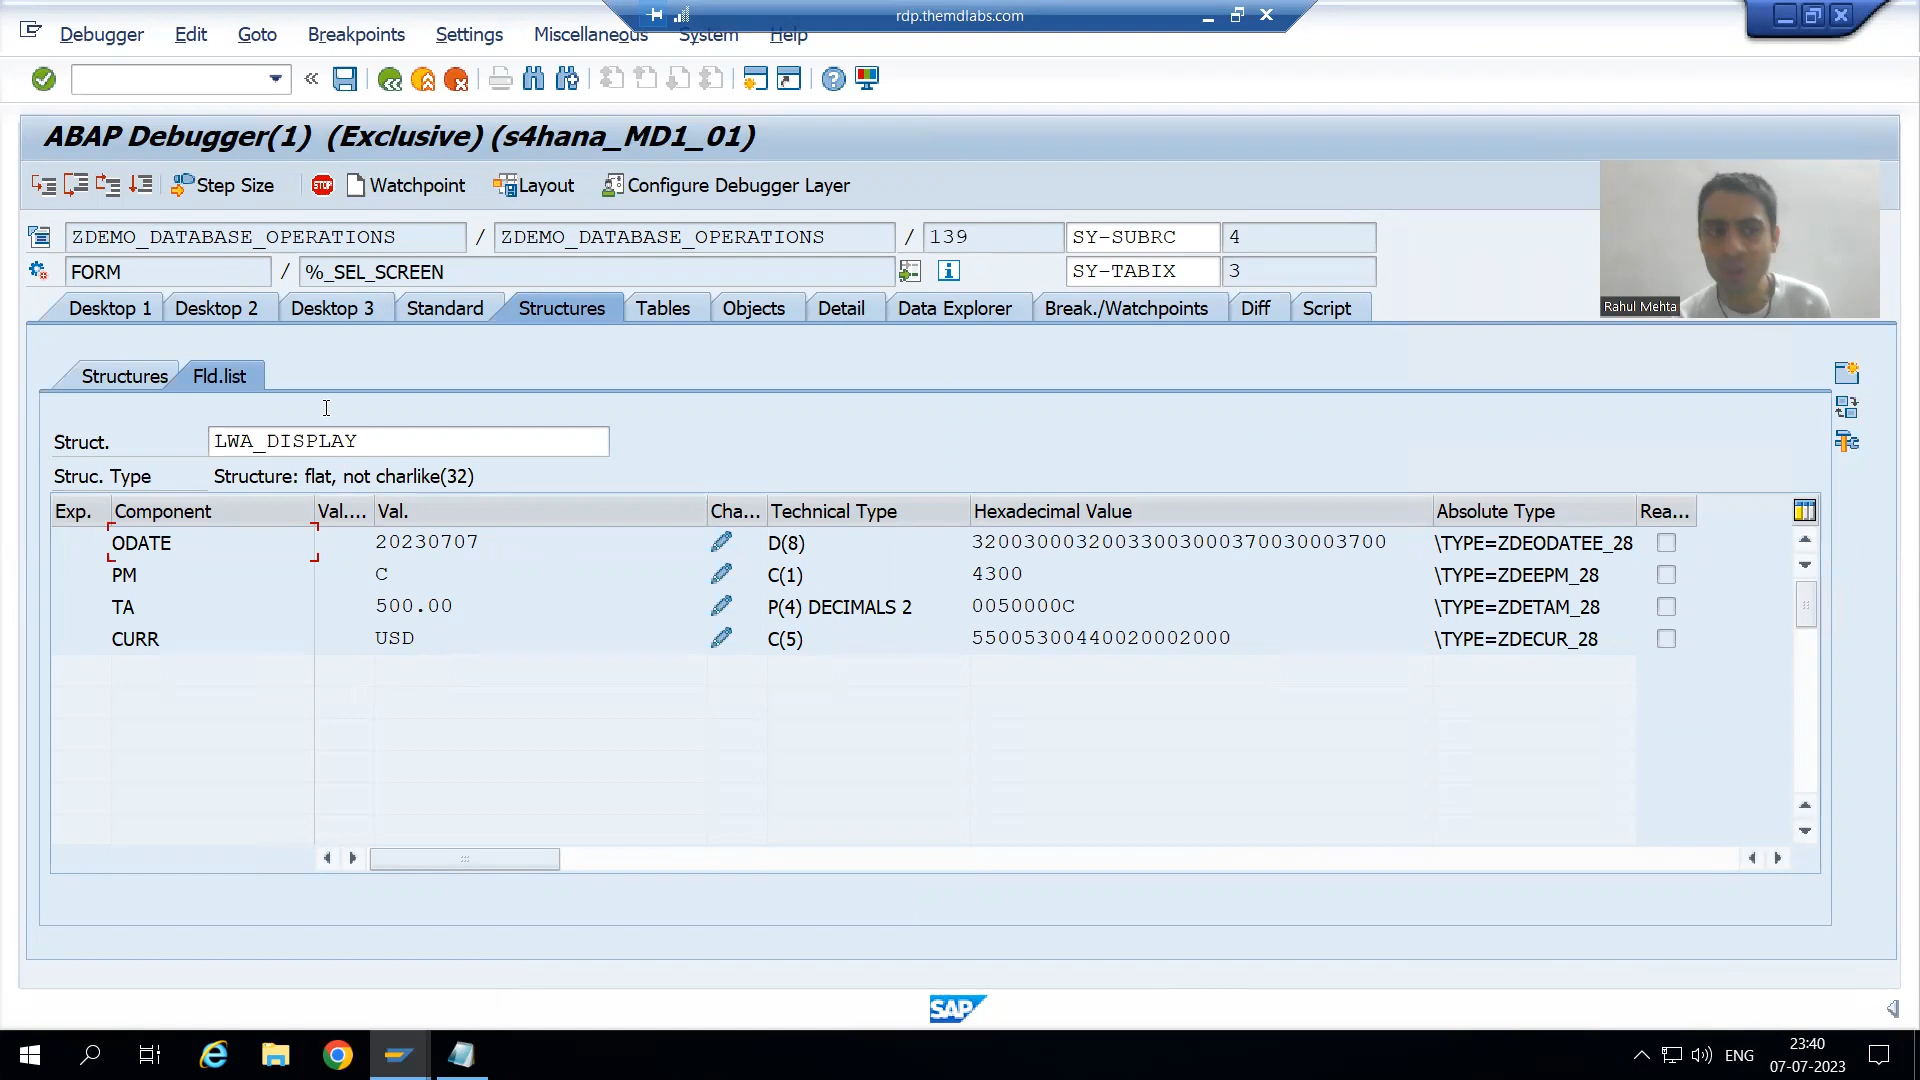 rdp.themdlabs.com
Debugger Edit Goto Breakpoints Settings Miscellaneous System Help
ABAP Debugger(1) (Exclusive) (s4hana_MD1_01)
Step Size STOP Watchpoint Layout Configure Debugger Layer
ZDEMO_DATABASE_OPERATIONS / ZDEMO_DATABASE_OPERATIONS / 139 SY-SUBRC 4
FORM / %_SEL_SCREEN SY-TABIX 3
Rahul Mehta
Desktop 1 Desktop 2 Desktop 3 Standard Structures Tables Objects Detail Data Explorer Break./Watchpoints Diff Script
Structures Fld.list
Struct. LWA_DISPLAY
Struc. Type Structure: flat, not charlike(32)
Exp. Component Val.... Val. Cha... Technical Type Hexadecimal Value Absolute Type Rea...
ODATE 20230707 D(8) 32003000320033003000370030003700 \TYPE=ZDEODATEE_28
PM C C(1) 4300 \TYPE=ZDEEPM_28
TA 500.00 P(4) DECIMALS 2 0050000C \TYPE=ZDETAM_28
CURR USD C(5) 55005300440020002000 \TYPE=ZDECUR_28
SAP
ENG 23:40
07-07-2023